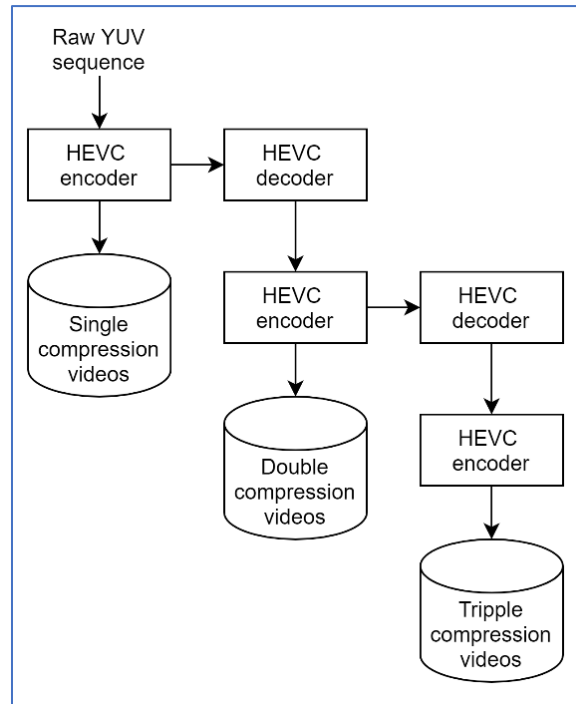 Raw YUV
sequence
HEVC
encoder
HEVC
decoder
Single
compression
videos
HEVC
encoder
HEVC
decoder
Double
compression
videos
HEVC
encoder
Tripple
compression
videos